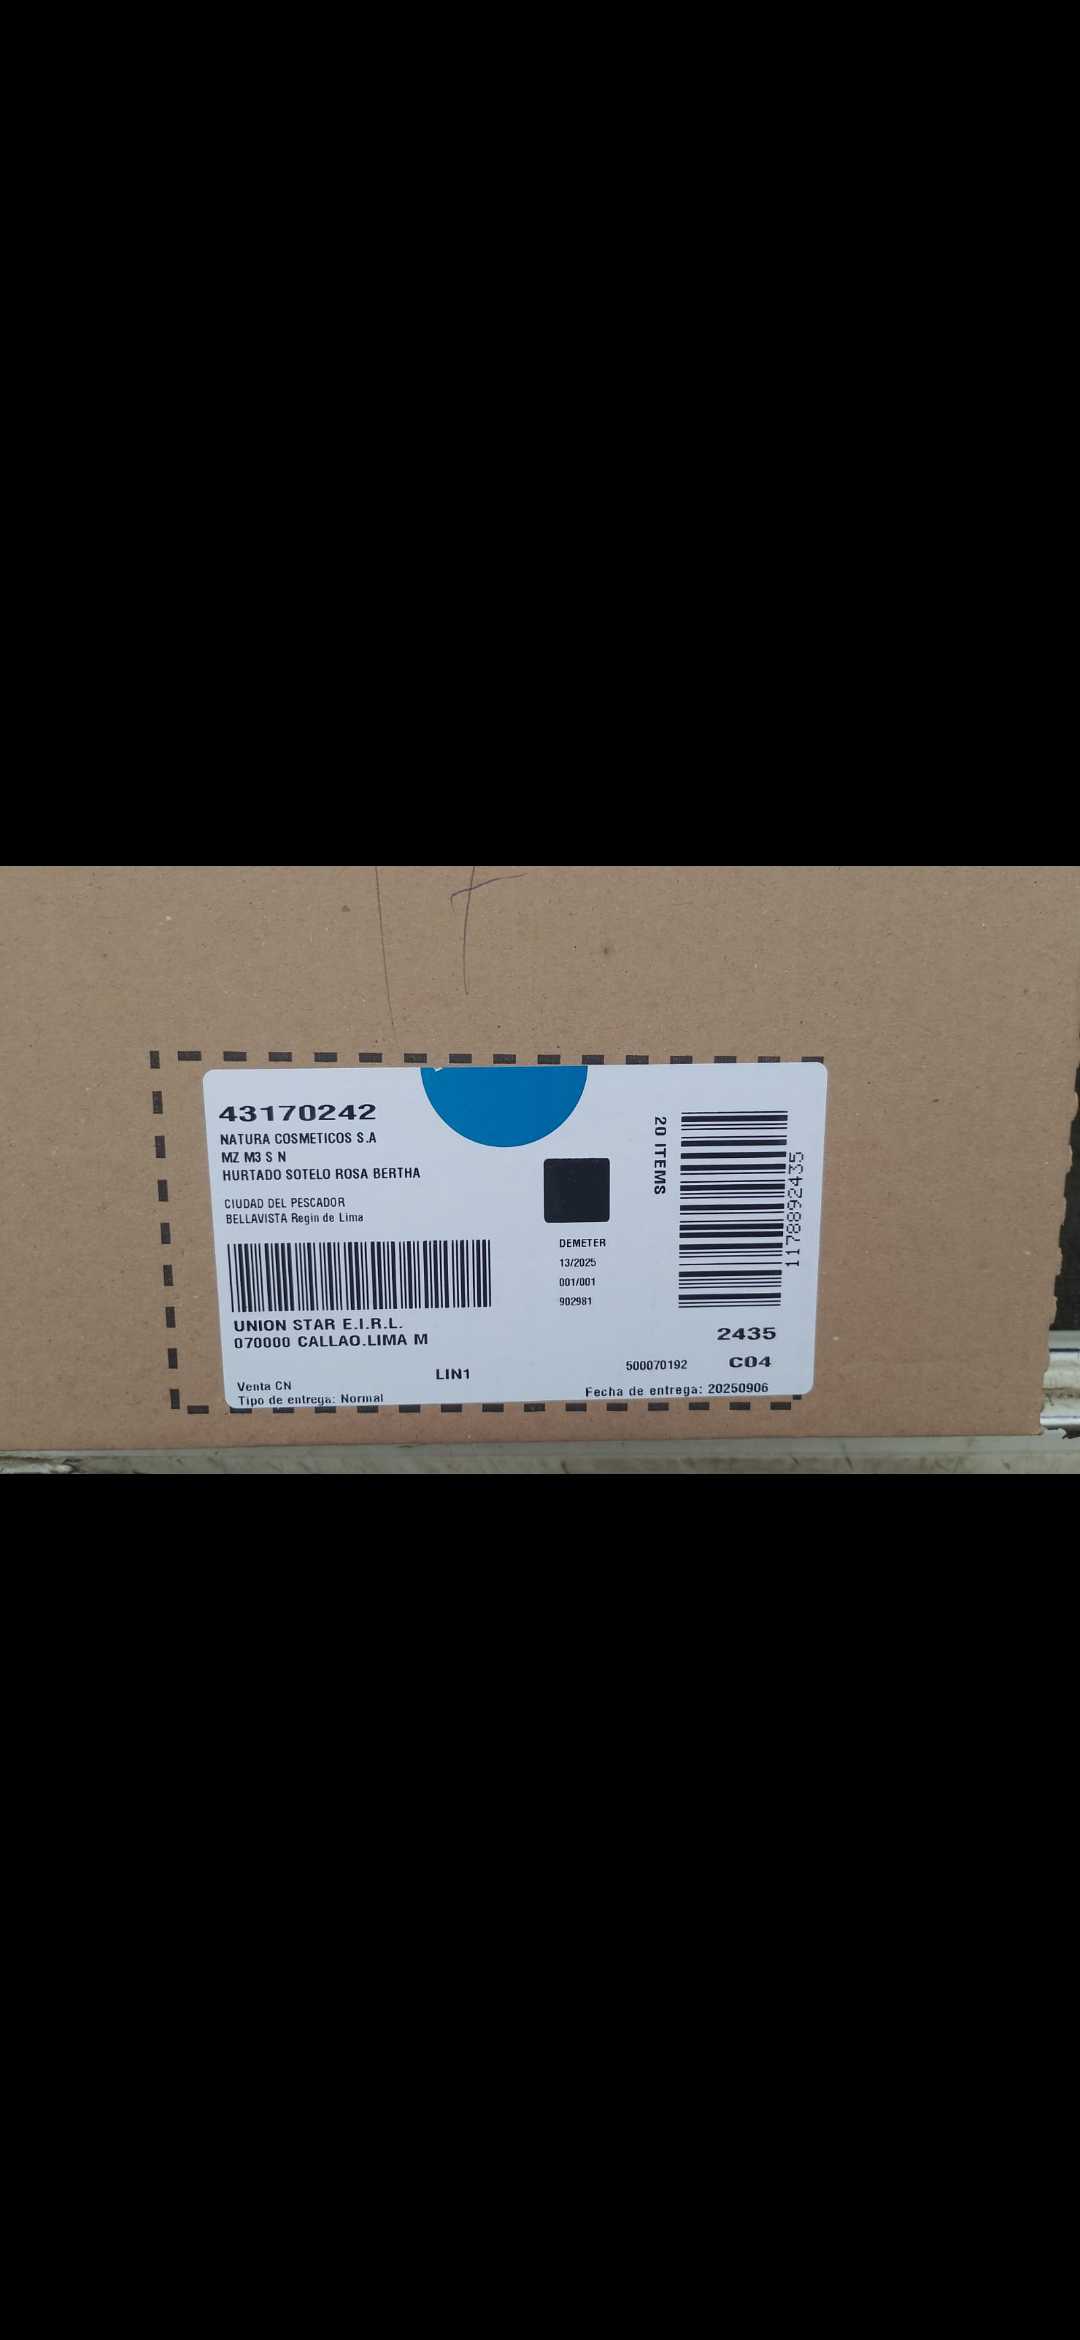 43170242
NATURA COSMETICOS S.A
MZ M3 S N
HURTADO SOTELO ROSA BERTHA
CIUDAD DEL PESCADOR
BELLAVISTA Regin de Lima
UNION STAR E.I.R.L.
070000 CALLAO.LIMA M
LIN1
Venta CN
Tipo de entrega: Normal
DEMETER
13/2025
001/001
902981
20 ITEMS
1178892435
2435
500070192 C04
Fecha de entrega: 20250906